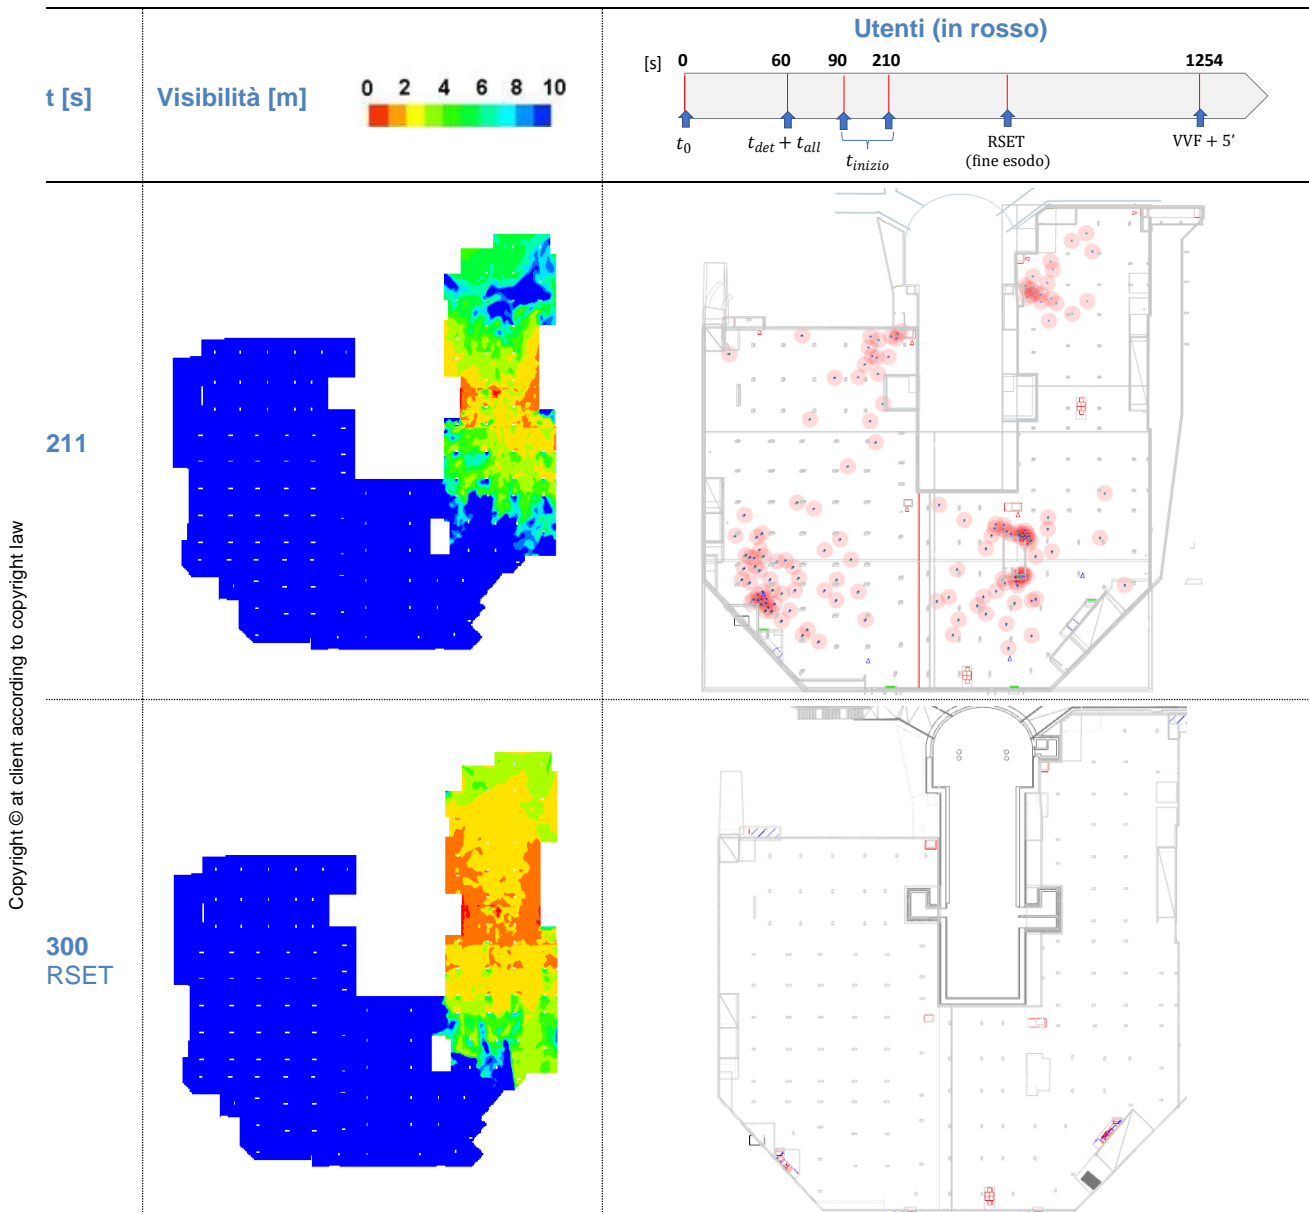 t [s]
Visibilità [m]
0 2 4 6 8 10
Utenti (in rosso)
[s] 0 60 90 210 1254
t0
tdet + tall
tinizio
RSET
(fine esodo)
VVF + 5'
211
300
RSET
Copyright © at client according to copyright law